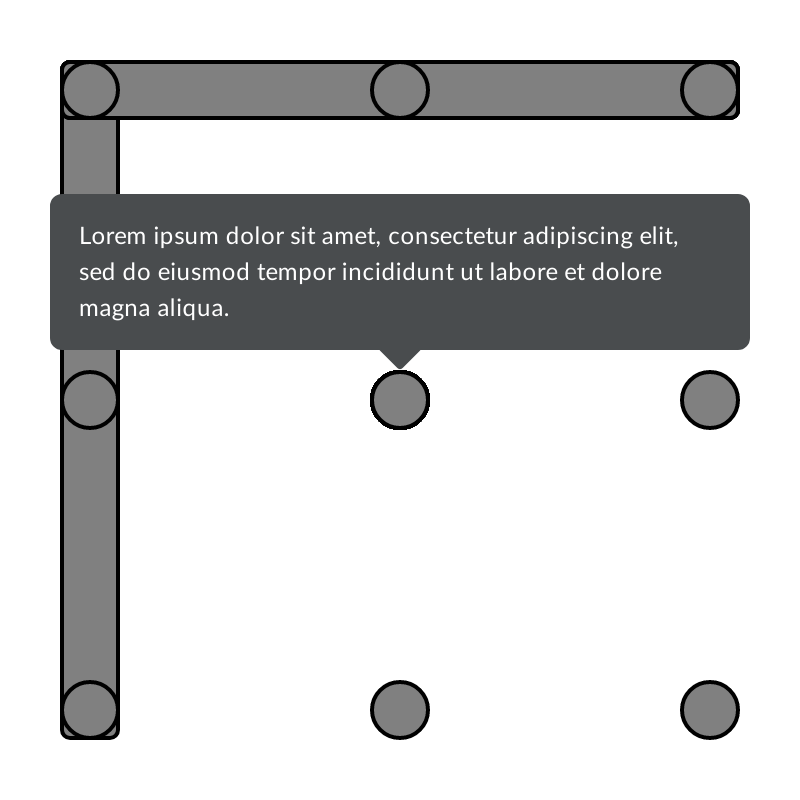 Lorem ipsum dolor sit amet, consectetur adipiscing elit,
sed do eiusmod tempor incididunt ut labore et dolore
magna aliqua.